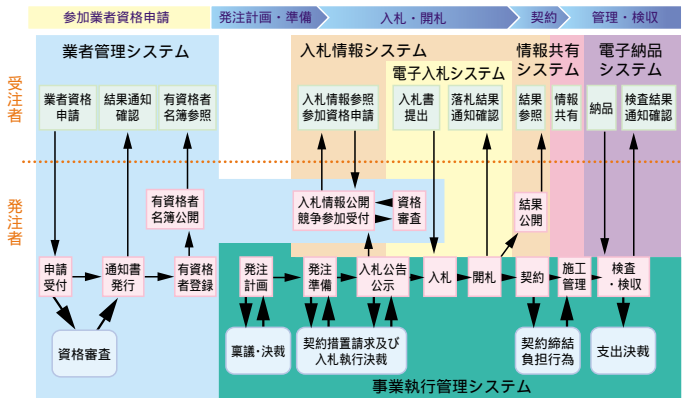 参加業者資格申請
発注計画・準備
入札・開札
契約
管理・検収
業者管理システム
入札情報システム
電子入札システム
情報共有
システム
電子納品
システム
受注者
業者資格
申請
結果通知
確認
有資格者
名簿参照
入札情報参照
参加資格申請
入札書
提出
落札結果
通知確認
結果
参照
情報
共有
納品
検査結果
通知確認
発注者
有資格者
名簿公開
入札情報公開
競争参加受付
資格
審査
結果
公開
申請
受付
通知書
発行
有資格
者登録
発注
計画
発注
準備
入札公告
公示
入札
開札
契約
施工
管理
検査
・検収
資格審査
稟議・決裁
契約措置請求及び
入札執行決裁
契約締結
負担行為
支出決裁
事業執行管理システム